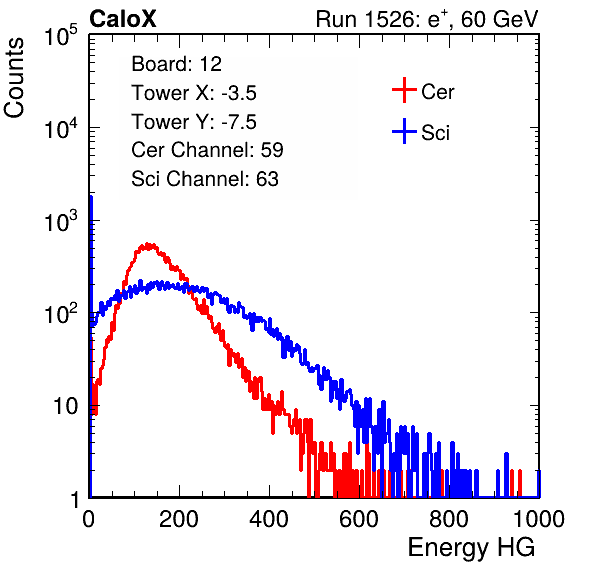 CaloX Run 1526: e⁺, 60 GeV
Counts
Board: 12
Tower X: -3.5
Tower Y: -7.5
Cer Channel: 59
Sci Channel: 63
Cer
Sci
10⁵
10⁴
10³
10²
10
1
0 200 400 600 800 1000
Energy HG